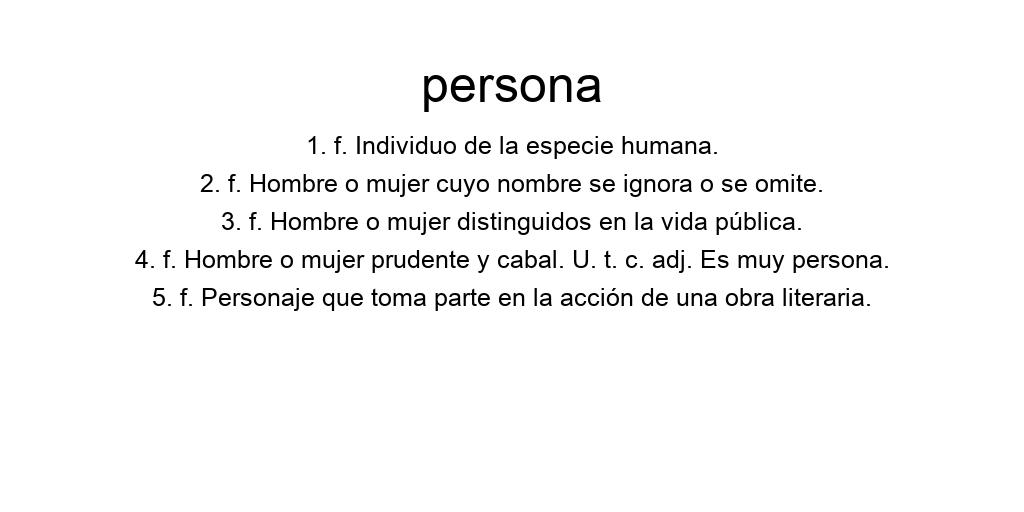 persona
1. f. Individuo de la especie humana.
2. f. Hombre o mujer cuyo nombre se ignora o se omite.
3. f. Hombre o mujer distinguidos en la vida pública.
4. f. Hombre o mujer prudente y cabal. U. t. c. adj. Es muy persona.
5. f. Personaje que toma parte en la acción de una obra literaria.